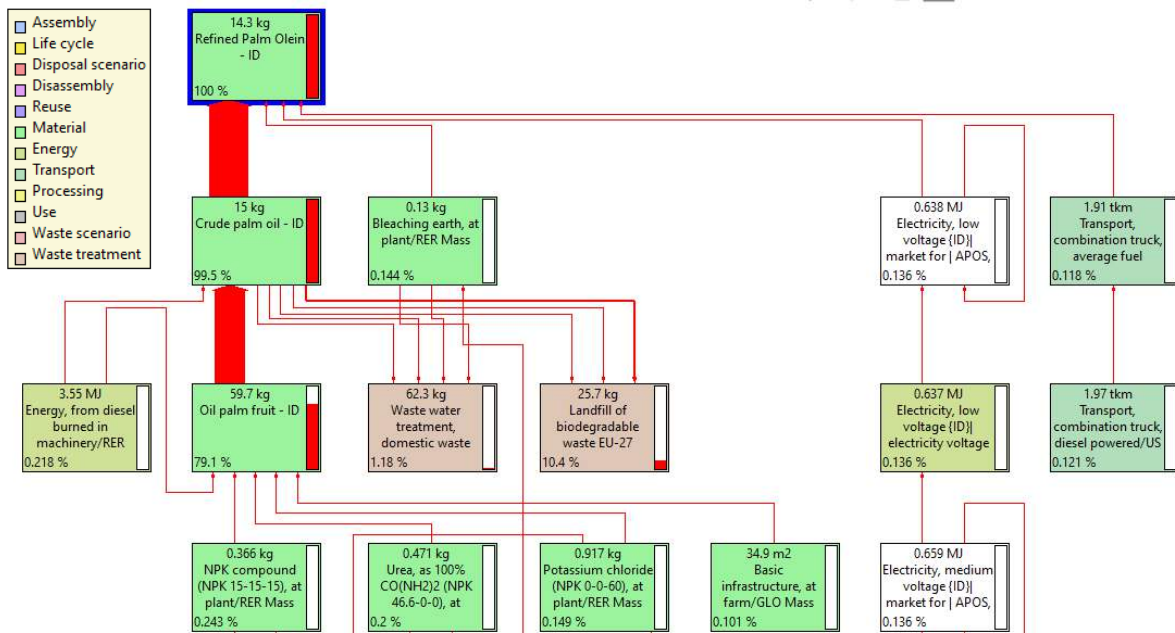 Assembly
Life cycle
Disposal scenario
Disassembly
Reuse
Material
Energy
Transport
Processing
Use
Waste scenario
Waste treatment
14.3 kg
Refined Palm Olein
- ID
100 %
15 kg
Crude palm oil - ID
99.5 %
0.13 kg
Bleaching earth, at
plant/RER Mass
0.144 %
0.638 MJ
Electricity, low
voltage {ID}|
market for | APOS,
0.136 %
1.91 tkm
Transport,
combination truck,
average fuel
0.118 %
3.55 MJ
Energy, from diesel
burned in
machinery/RER
0.218 %
59.7 kg
Oil palm fruit - ID
79.1 %
62.3 kg
Waste water
treatment,
domestic waste
1.18 %
25.7 kg
Landfill of
biodegradable
waste EU-27
10.4 %
0.637 MJ
Electricity, low
voltage {ID}|
electricity voltage
0.136 %
1.97 tkm
Transport,
combination truck,
diesel powered/US
0.121 %
0.366 kg
NPK compound
(NPK 15-15-15), at
plant/RER Mass
0.243 %
0.471 kg
Urea, as 100%
CO(NH2)2 (NPK
46.6-0-0), at
0.2 %
0.917 kg
Potassium chloride
(NPK 0-0-60), at
plant/RER Mass
0.149 %
34.9 m2
Basic
infrastructure, at
farm/GLO Mass
0.101 %
0.659 MJ
Electricity, medium
voltage {ID}|
market for | APOS,
0.136 %